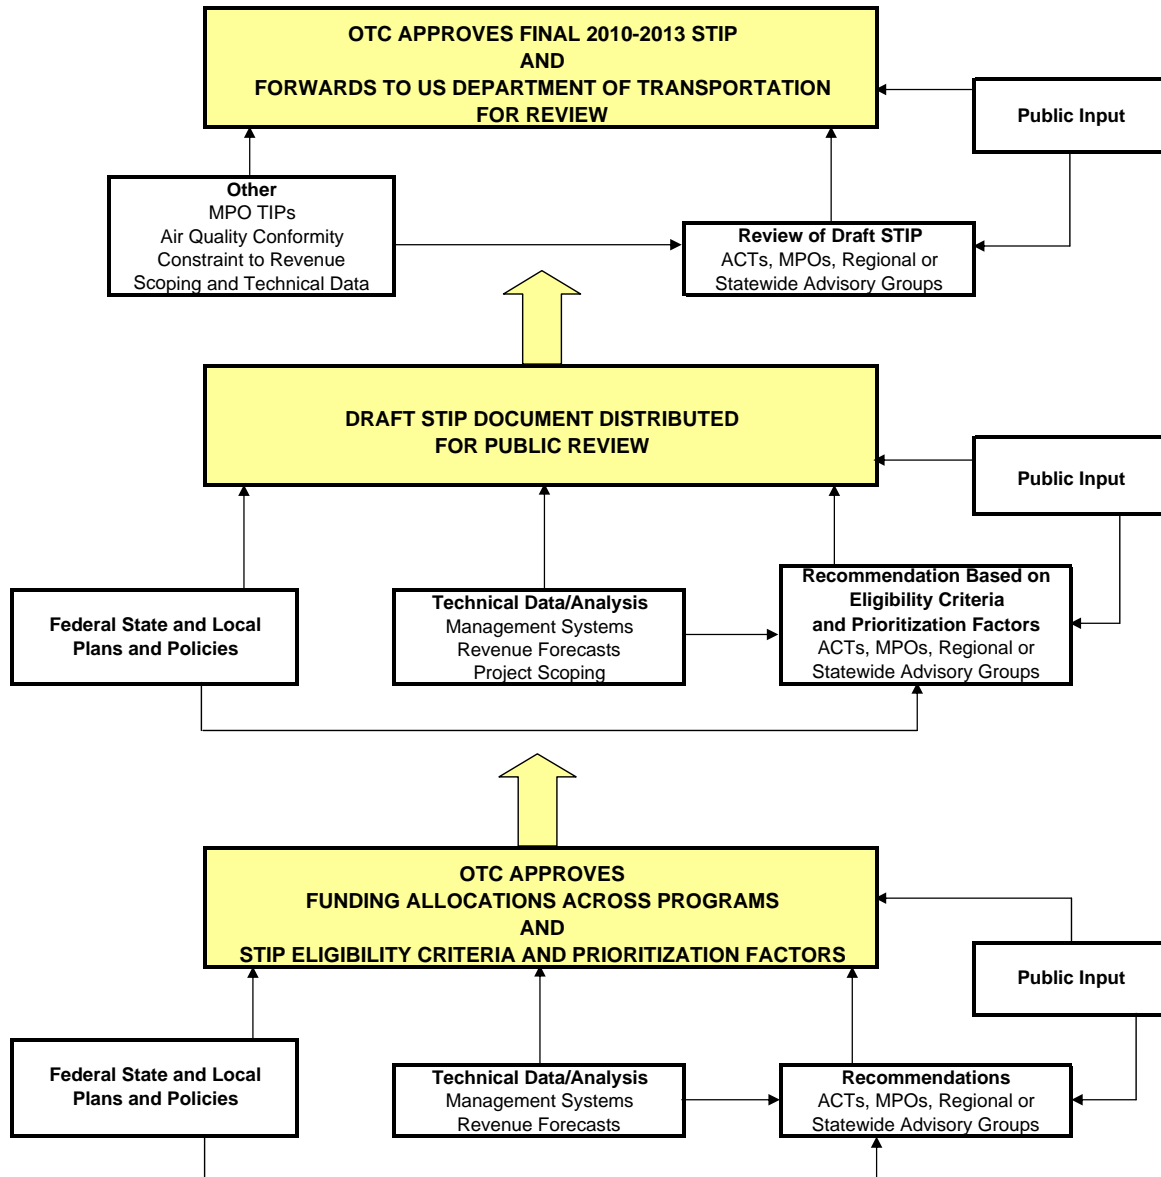 OTC APPROVES FINAL 2010-2013 STIP
AND
FORWARDS TO US DEPARTMENT OF TRANSPORTATION
FOR REVIEW
Public Input
Other
MPO TIPs
Air Quality Conformity
Constraint to Revenue
Scoping and Technical Data
Review of Draft STIP
ACTs, MPOs, Regional or
Statewide Advisory Groups
DRAFT STIP DOCUMENT DISTRIBUTED
FOR PUBLIC REVIEW
Public Input
Federal State and Local
Plans and Policies
Technical Data/Analysis
Management Systems
Revenue Forecasts
Project Scoping
Recommendation Based on
Eligibility Criteria
and Prioritization Factors
ACTs, MPOs, Regional or
Statewide Advisory Groups
OTC APPROVES
FUNDING ALLOCATIONS ACROSS PROGRAMS
AND
STIP ELIGIBILITY CRITERIA AND PRIORITIZATION FACTORS
Public Input
Federal State and Local
Plans and Policies
Technical Data/Analysis
Management Systems
Revenue Forecasts
Recommendations
ACTs, MPOs, Regional or
Statewide Advisory Groups